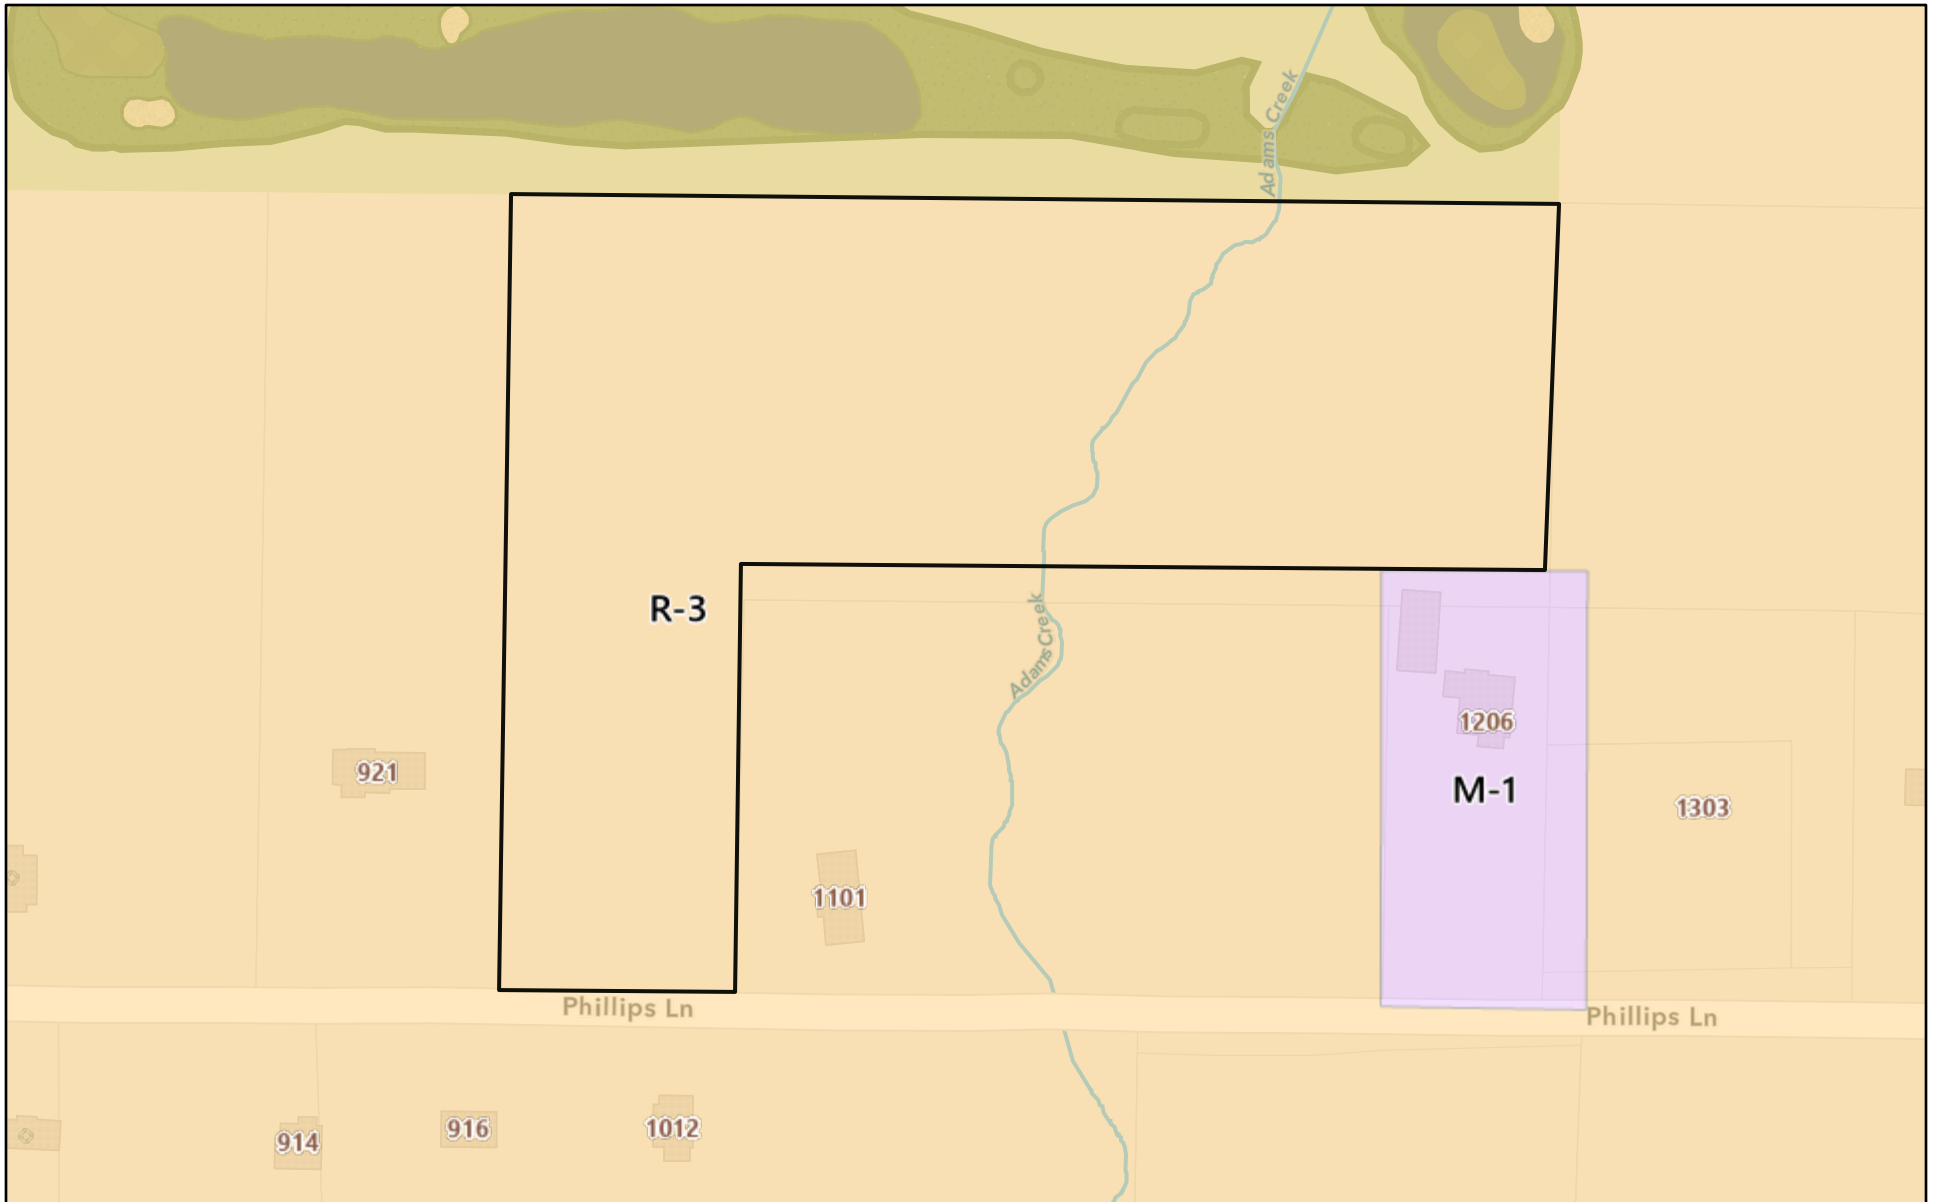 Adams Creek
R-3
Adams Creek
1206
921
M-1
1303
1101
Phillips Ln
Phillips Ln
914
916
1012